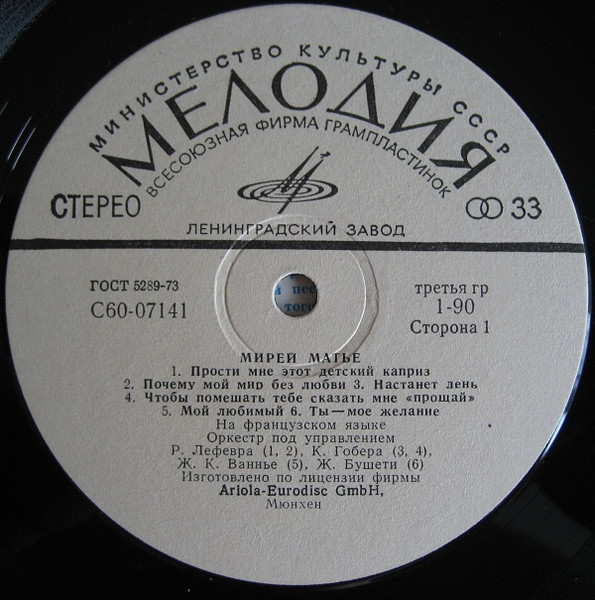 МИНИСТЕРСТВО КУЛЬТУРЫ СССР
МЕЛОДИЯ
ВСЕСОЮЗНАЯ ФИРМА ГРАМПЛАСТИНОК
СТЕРЕО
33
ЛЕНИНГРАДСКИЙ ЗАВОД
ГОСТ 5289-73
С60-07141
третья гр
1-90
Сторона 1
МИРЕЙ МАТЬЕ
1. Прости мне этот детский каприз
2. Почему мой мир без любви 3. Настанет день
4. Чтобы помешать тебе сказать мне «прощай»
5. Мой любимый 6. Ты — мое желание
На французском языке
Оркестр под управлением
Р. Лефевра (1, 2), К. Гобера (3, 4),
Ж. К. Ваннье (5), Ж. Бушети (6)
Изготовлено по лицензии фирмы
Ariola-Eurodisc GmbH,
Мюнхен